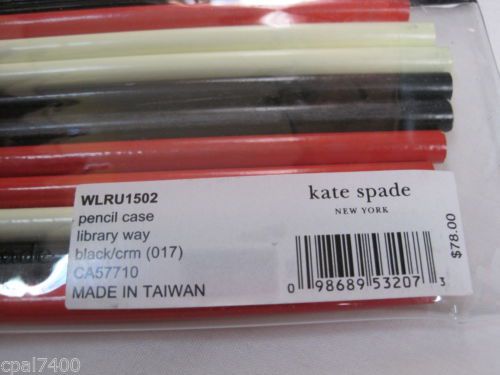 WLRU1502
pencil case
library way
black/crm (017)
CA57710
MADE IN TAIWAN
kate spade
NEW YORK
0 98689 53207 3
$78.00
cpal7400